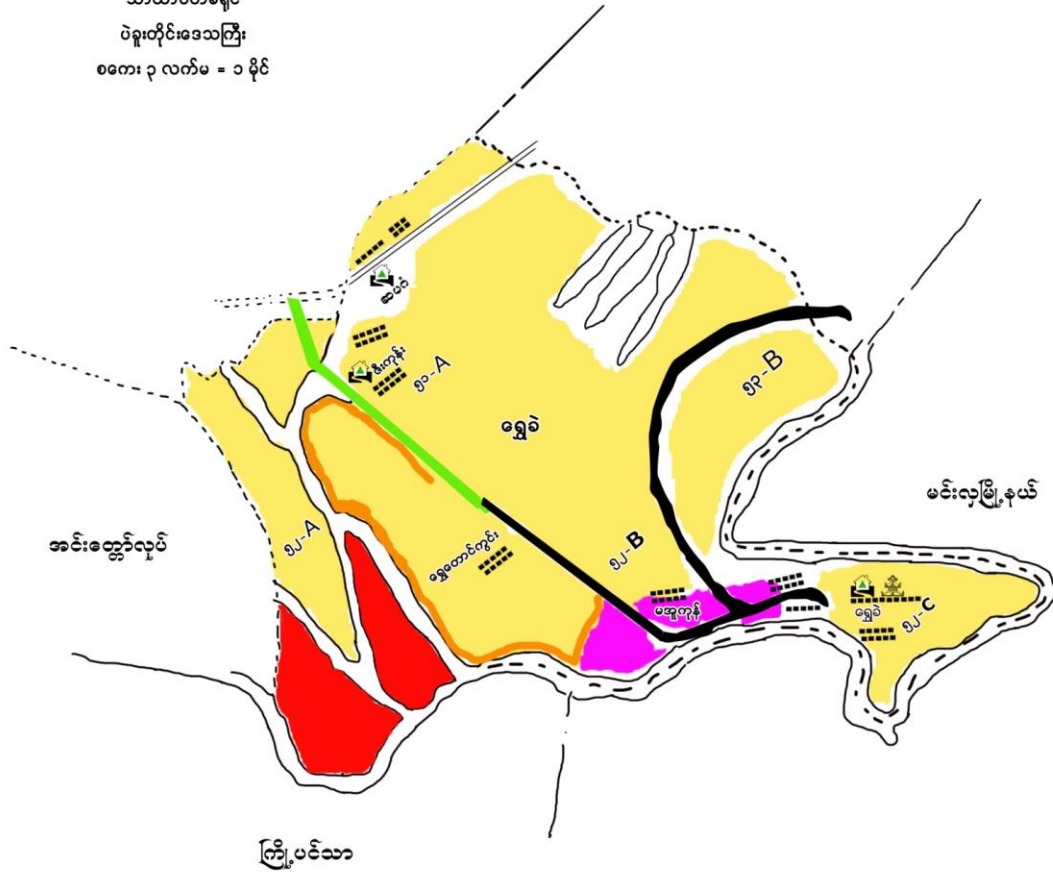 ပဲခူးတိုင်းဒေသကြီး
စကေး ၃ လက်မ = ၁ မိုင်
ဆပင်
ဇီးကုန်း
၅၁-A
၅၃-B
ရွှေခဲ
မင်းလှမြို့နယ်
၅၂-A
အင်းတော်လုပ်
ရွှေတောင်ကွင်း
၅၂-B
မအူကုန်
ရွှေခဲ
၅၂-C
ကြို့ပင်သာ